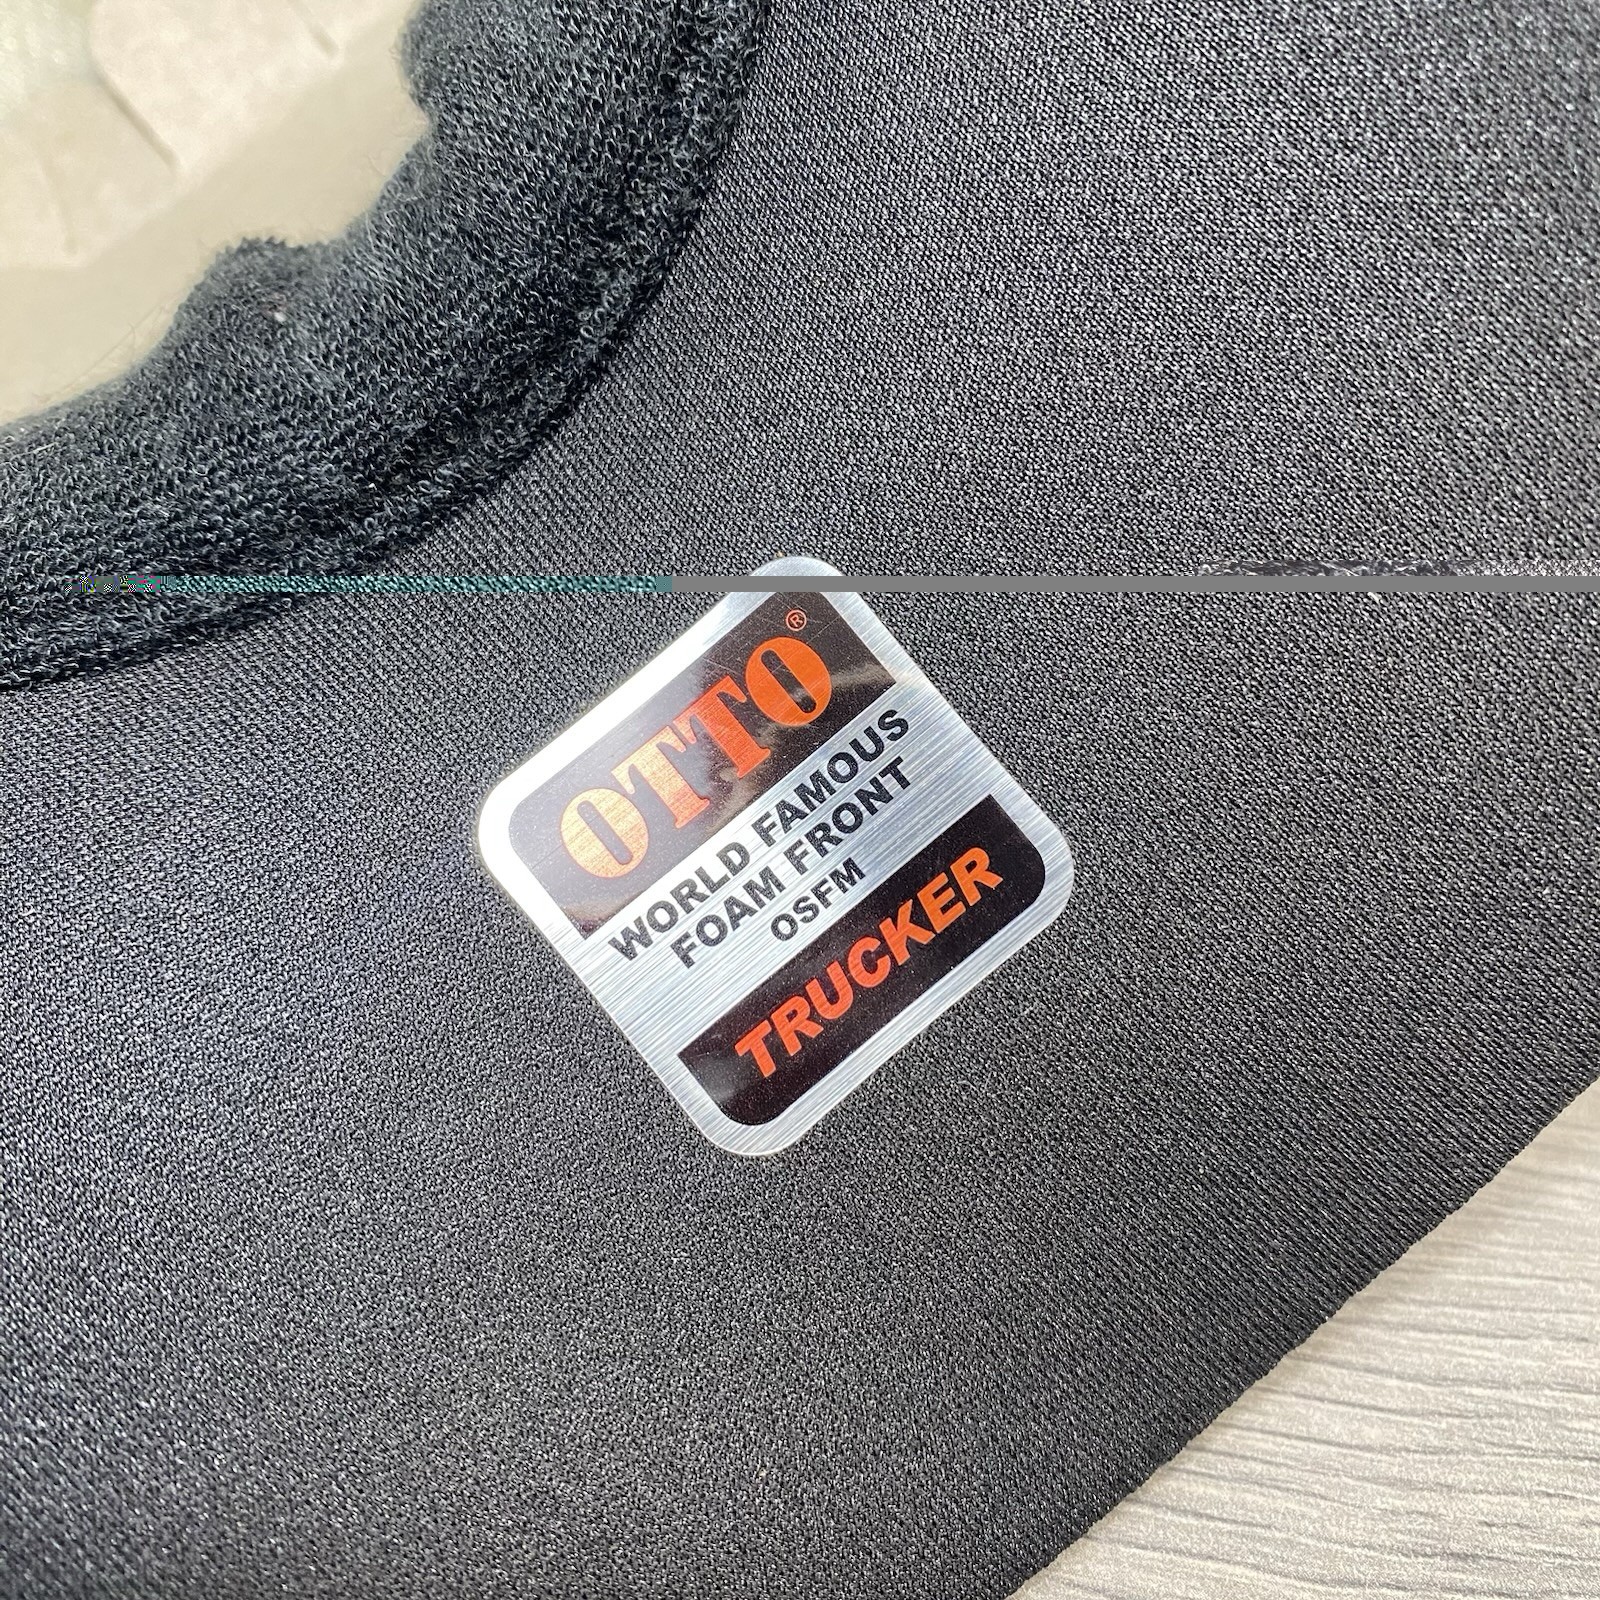 OTTO®
WORLD FAMOUS
FOAM FRONT
OSFM
TRUCKER